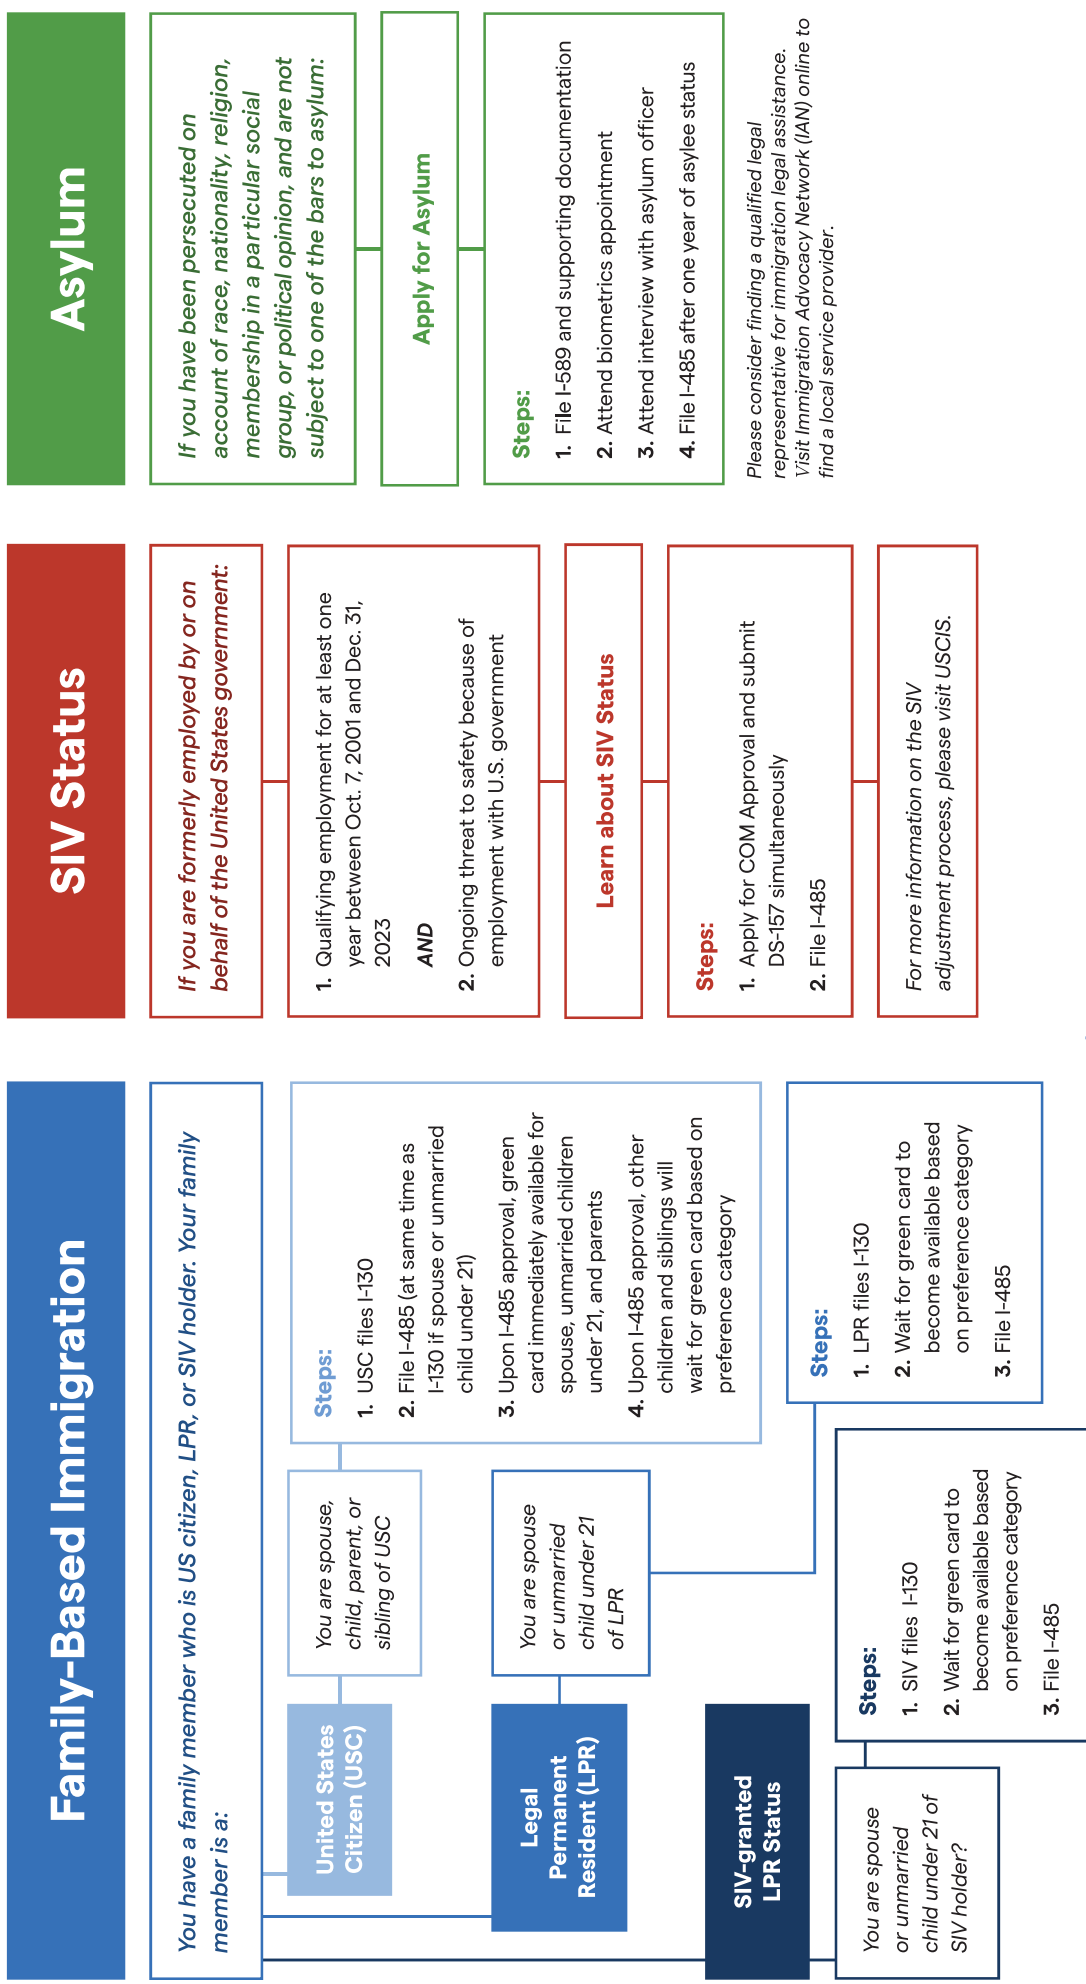 Family-Based Immigration
You have a family member who is US citizen, LPR, or SIV holder. Your family
member is a:
United States
Citizen (USC)
You are spouse,
child, parent, or
sibling of USC
Steps:
1. USC files I-130
2. File I-485 (at same time as
I-130 if spouse or unmarried
child under 21)
3. Upon I-485 approval, green
card immediately available for
spouse, unmarried children
under 21, and parents
4. Upon I-485 approval, other
children and siblings will
wait for green card based on
preference category
Legal
Permanent
Resident (LPR)
You are spouse
or unmarried
child under 21
of LPR
Steps:
1. LPR files I-130
2. Wait for green card to
become available based
on preference category
3. File I-485
SIV-granted
LPR Status
You are spouse
or unmarried
child under 21 of
SIV holder?
Steps:
1. SIV files I-130
2. Wait for green card to
become available based
on preference category
3. File I-485
SIV Status
If you are formerly employed by or on
behalf of the United States government:
1. Qualifying employment for at least one
year between Oct. 7, 2001 and Dec. 31,
2023
AND
2. Ongoing threat to safety because of
employment with U.S. government
Learn about SIV Status
Steps:
1. Apply for COM Approval and submit
DS-157 simultaneously
2. File I-485
For more information on the SIV
adjustment process, please visit USCIS.
Asylum
If you have been persecuted on
account of race, nationality, religion,
membership in a particular social
group, or political opinion, and are not
subject to one of the bars to asylum:
Apply for Asylum
Steps:
1. File I-589 and supporting documentation
2. Attend biometrics appointment
3. Attend interview with asylum officer
4. File I-485 after one year of asylee status
Please consider finding a qualified legal
representative for immigration legal assistance.
Visit Immigration Advocacy Network (IAN) online to
find a local service provider.